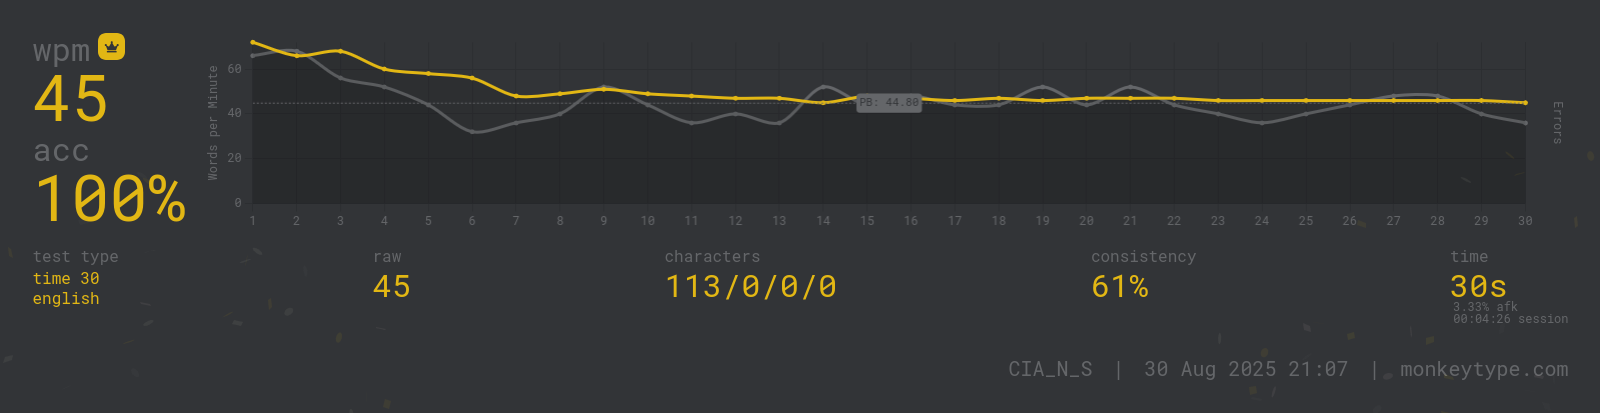 wpm
45
acc
100%
Words per Minute
60
40
20
0
PB: 44.80
Errors
1 2 3 4 5 6 7 8 9 10 11 12 13 14 15 16 17 18 19 20 21 22 23 24 25 26 27 28 29 30
test type
time 30
english
raw
45
characters
113/0/0/0
consistency
61%
time
30s
3.33% afk
00:04:26 session
CIA_N_S | 30 Aug 2025 21:07 | monkeytype.com